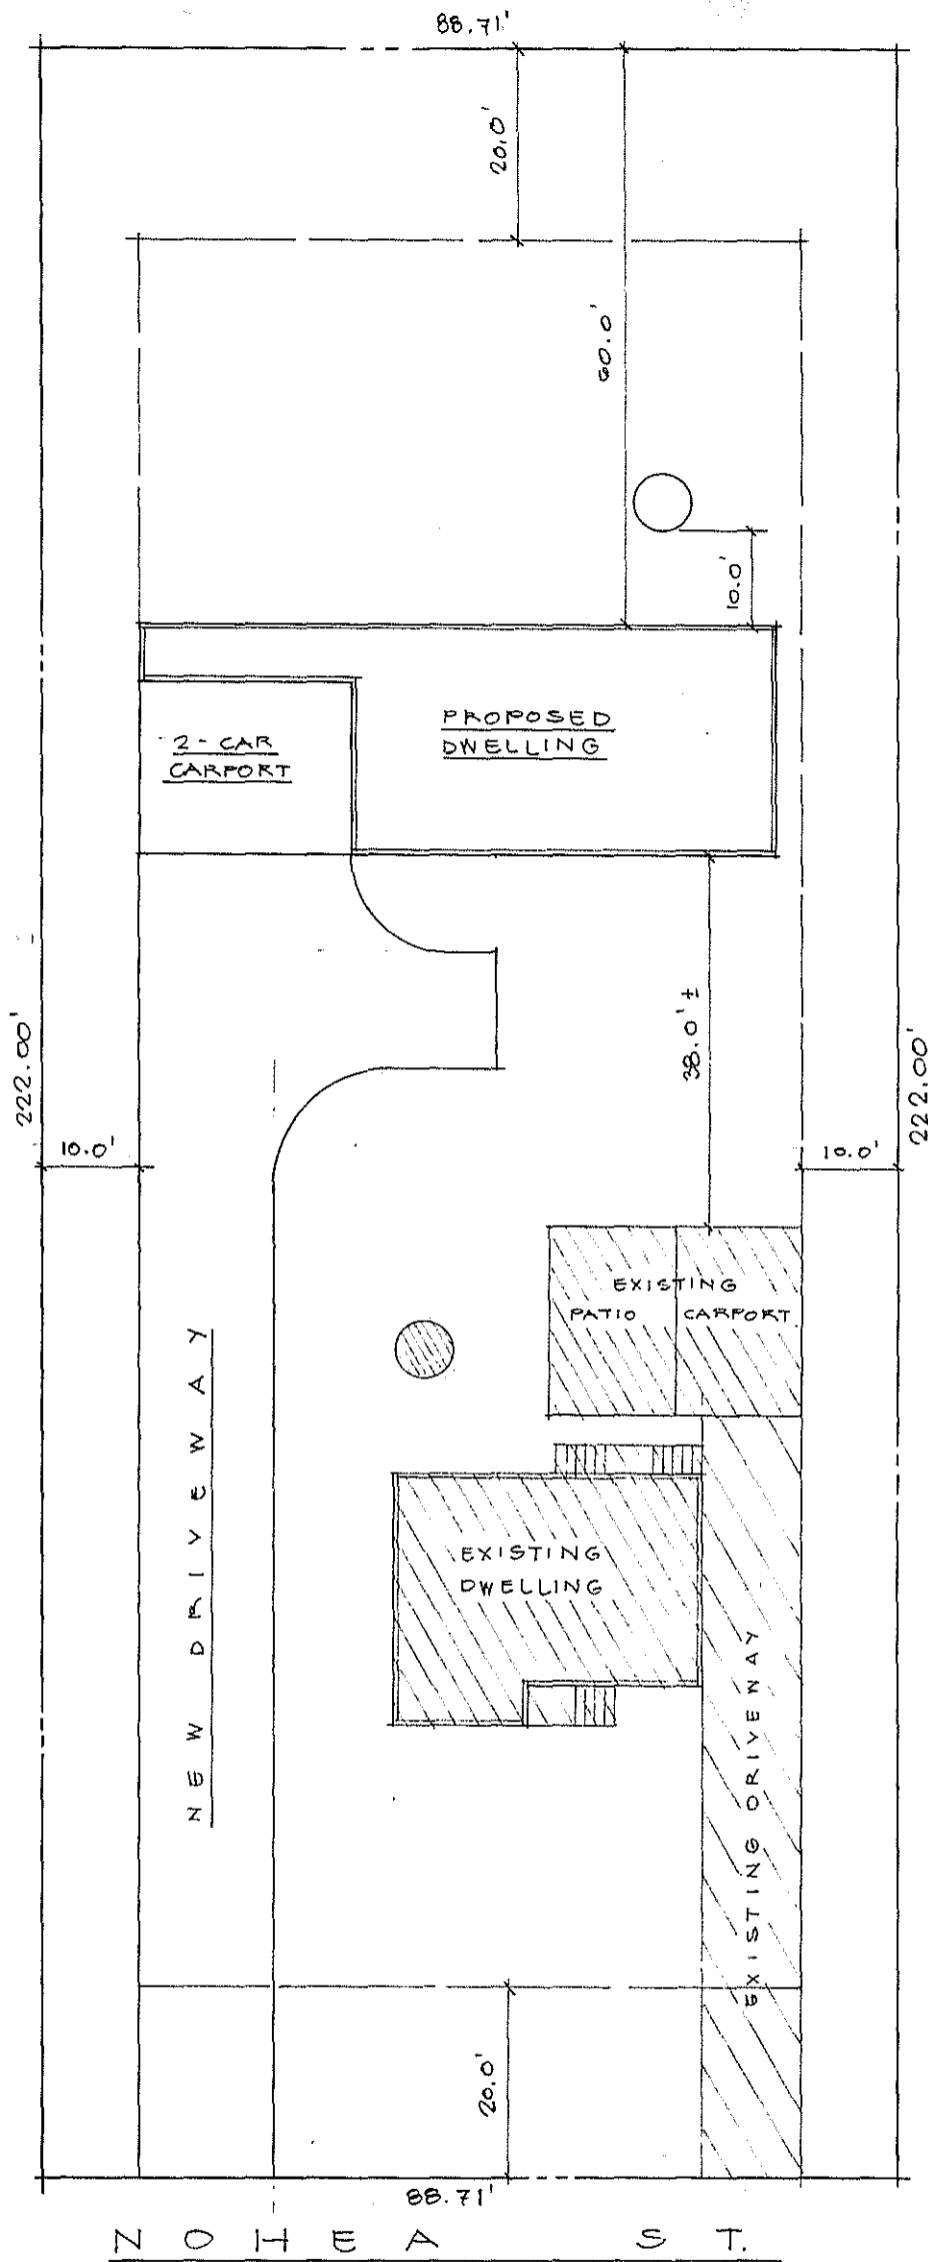 88.71'
20.0'
60.0'
10.0'
2-CAR
CARPORT
PROPOSED
DWELLING
222.00'
38.0'±
222.00'
10.0'
10.0'
EXISTING
PATIO CARPORT
NEW DRIVEWAY
EXISTING
DWELLING
EXISTING DRIVEWAY
20.0'
88.71'
NOHEA ST.